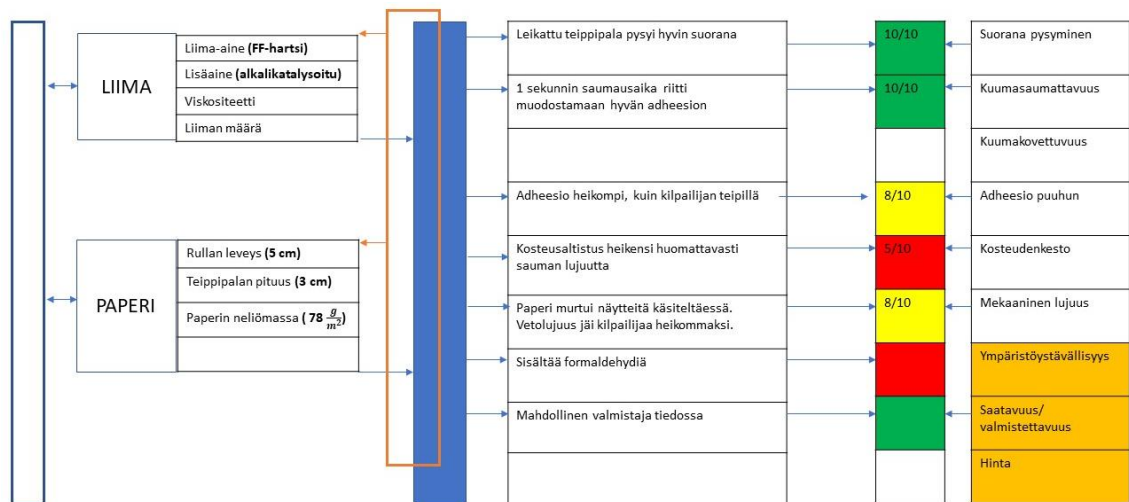 LIIMA
Liima-aine (FF-hartsi)
Lisäaine (alkalikatalysoitu)
Viskositeetti
Liiman määrä
PAPERI
Rullan leveys (5 cm)
Teippipalan pituus (3 cm)
Paperin neliömassa ( 78 g/m²)
Leikattu teippipala pysyi hyvin suorana
10/10
Suorana pysyminen
1 sekunnin saumausaika riitti
muodostamaan hyvän adheesion
10/10
Kuumasaumattavuus
Kuumakovettuvuus
Adheesio heikompi, kuin kilpailijan teipillä
8/10
Adheesio puuhun
Kosteusaltistus heikensi huomattavasti
sauman lujuutta
5/10
Kosteudenkesto
Paperi murtui näytteitä käsiteltäessä.
Vetolujuus jäi kilpailijaa heikommaksi.
8/10
Mekaaninen lujuus
Sisältää formaldehydiä
Ympäristöystävällisyys
Mahdollinen valmistaja tiedossa
Saatavuus/
valmistettavuus
Hinta